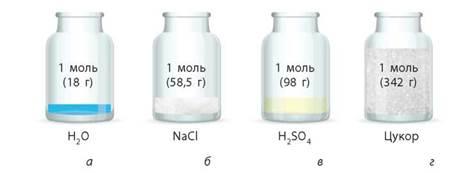 1 моль
(18 г)
1 моль
(58,5 г)
1 моль
(98 г)
1 моль
(342 г)
H₂O
NaCl
H₂SO₄
Цукор
а
б
в
г